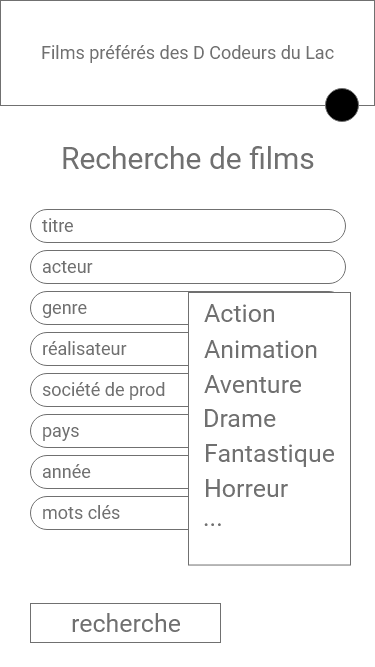 Films préférés des D Codeurs du Lac
Recherche de films
titre
acteur
genre
réalisateur
société de prod
pays
année
mots clés
Action
Animation
Aventure
Drame
Fantastique
Horreur
...
recherche